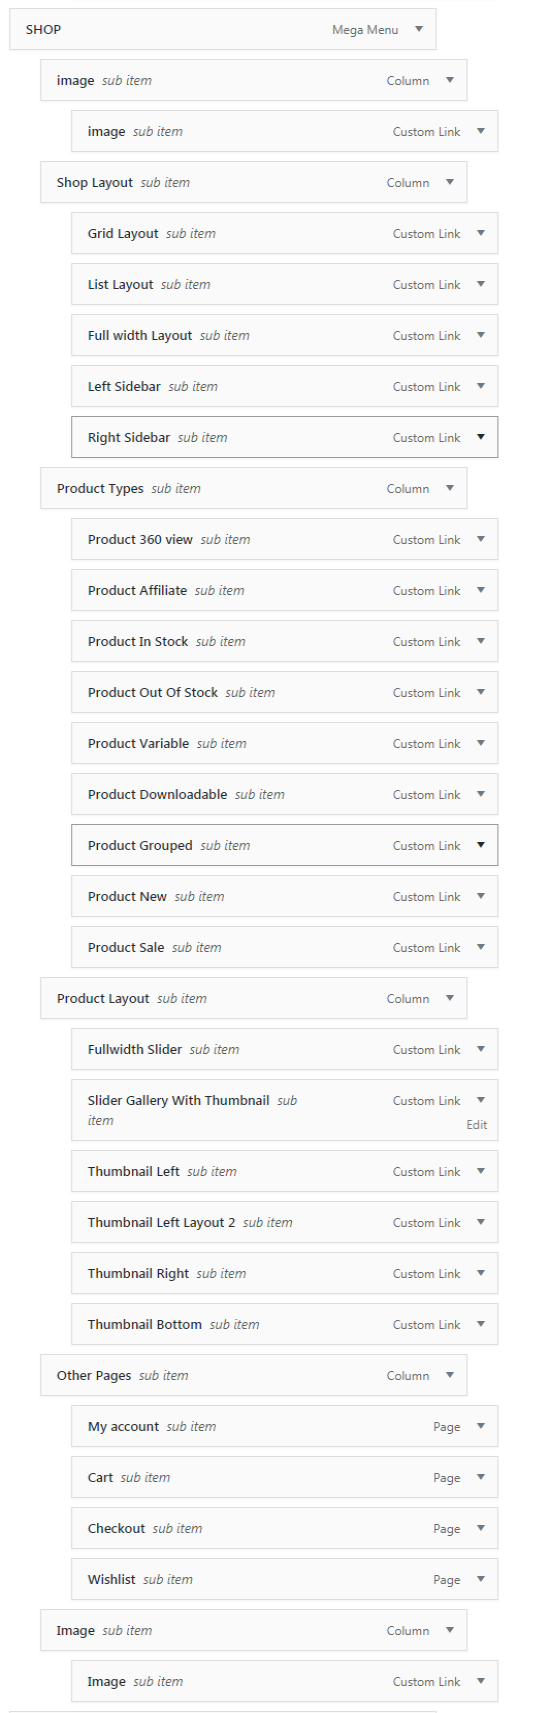 SHOP Mega Menu
image sub item Column
image sub item Custom Link
Shop Layout sub item Column
Grid Layout sub item Custom Link
List Layout sub item Custom Link
Full width Layout sub item Custom Link
Left Sidebar sub item Custom Link
Right Sidebar sub item Custom Link
Product Types sub item Column
Product 360 view sub item Custom Link
Product Affiliate sub item Custom Link
Product In Stock sub item Custom Link
Product Out Of Stock sub item Custom Link
Product Variable sub item Custom Link
Product Downloadable sub item Custom Link
Product Grouped sub item Custom Link
Product New sub item Custom Link
Product Sale sub item Custom Link
Product Layout sub item Column
Fullwidth Slider sub item Custom Link
Slider Gallery With Thumbnail sub Custom Link
item Edit
Thumbnail Left sub item Custom Link
Thumbnail Left Layout 2 sub item Custom Link
Thumbnail Right sub item Custom Link
Thumbnail Bottom sub item Custom Link
Other Pages sub item Column
My account sub item Page
Cart sub item Page
Checkout sub item Page
Wishlist sub item Page
Image sub item Column
Image sub item Custom Link